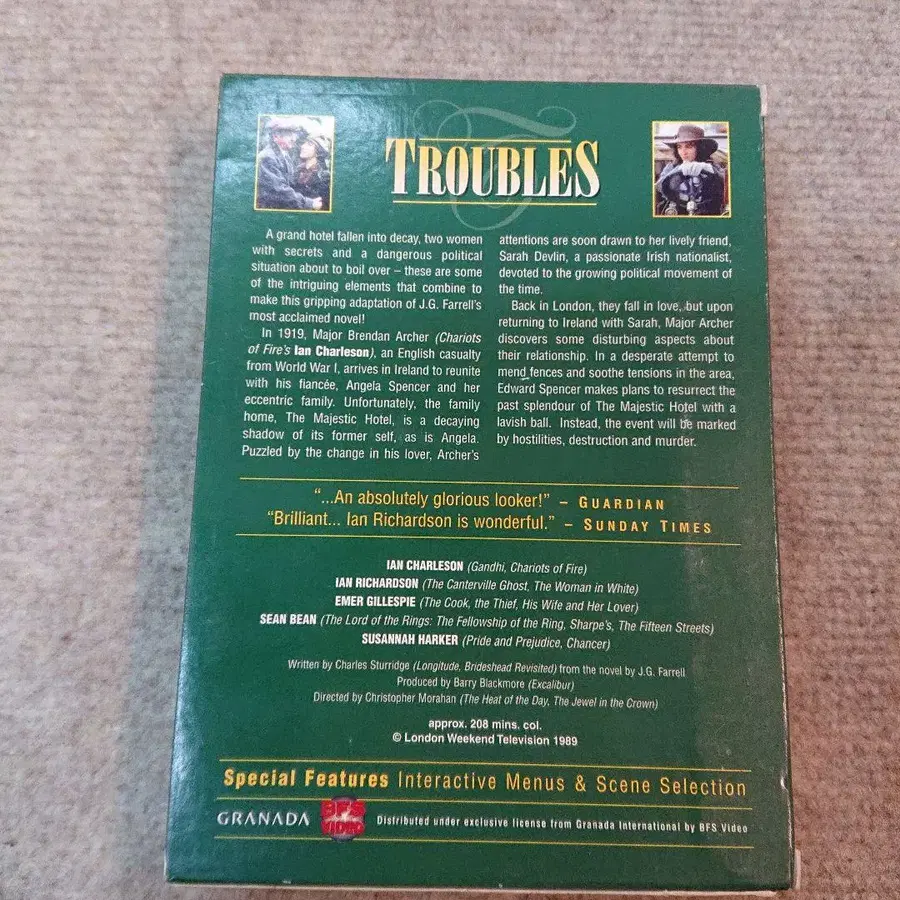 TROUBLES
A grand hotel fallen into decay, two women
with secrets and a dangerous political
situation about to boil over – these are some
of the intriguing elements that combine to
make this gripping adaptation of J.G. Farrell's
most acclaimed novel!
In 1919, Major Brendan Archer (Chariots
of Fire's Ian Charleson), an English casualty
from World War I, arrives in Ireland to reunite
with his fiancée, Angela Spencer and her
eccentric family. Unfortunately, the family
home, The Majestic Hotel, is a decaying
shadow of its former self, as is Angela.
Puzzled by the change in his lover, Archer's
attentions are soon drawn to her lively friend,
Sarah Devlin, a passionate Irish nationalist,
devoted to the growing political movement of
the time.
Back in London, they fall in love, but upon
returning to Ireland with Sarah, Major Archer
discovers some disturbing aspects about
their relationship. In a desperate attempt to
mend fences and soothe tensions in the area,
Edward Spencer makes plans to resurrect the
past splendour of The Majestic Hotel with a
lavish ball. Instead, the event will be marked
by hostilities, destruction and murder.
"...An absolutely glorious looker!" – GUARDIAN
"Brilliant... Ian Richardson is wonderful." – SUNDAY TIMES
IAN CHARLESON (Gandhi, Chariots of Fire)
IAN RICHARDSON (The Canterville Ghost, The Woman in White)
EMER GILLESPIE (The Cook, the Thief, His Wife and Her Lover)
SEAN BEAN (The Lord of the Rings: The Fellowship of the Ring, Sharpe's, The Fifteen Streets)
SUSANNAH HARKER (Pride and Prejudice, Chancer)
Written by Charles Sturridge (Longitude, Brideshead Revisited) from the novel by J.G. Farrell
Produced by Barry Blackmore (Excalibur)
Directed by Christopher Morahan (The Heat of the Day, The Jewel in the Crown)
approx. 208 mins. col.
© London Weekend Television 1989
Special Features Interactive Menus & Scene Selection
GRANADA BFS VIDEO Distributed under exclusive license from Granada International by BFS Video